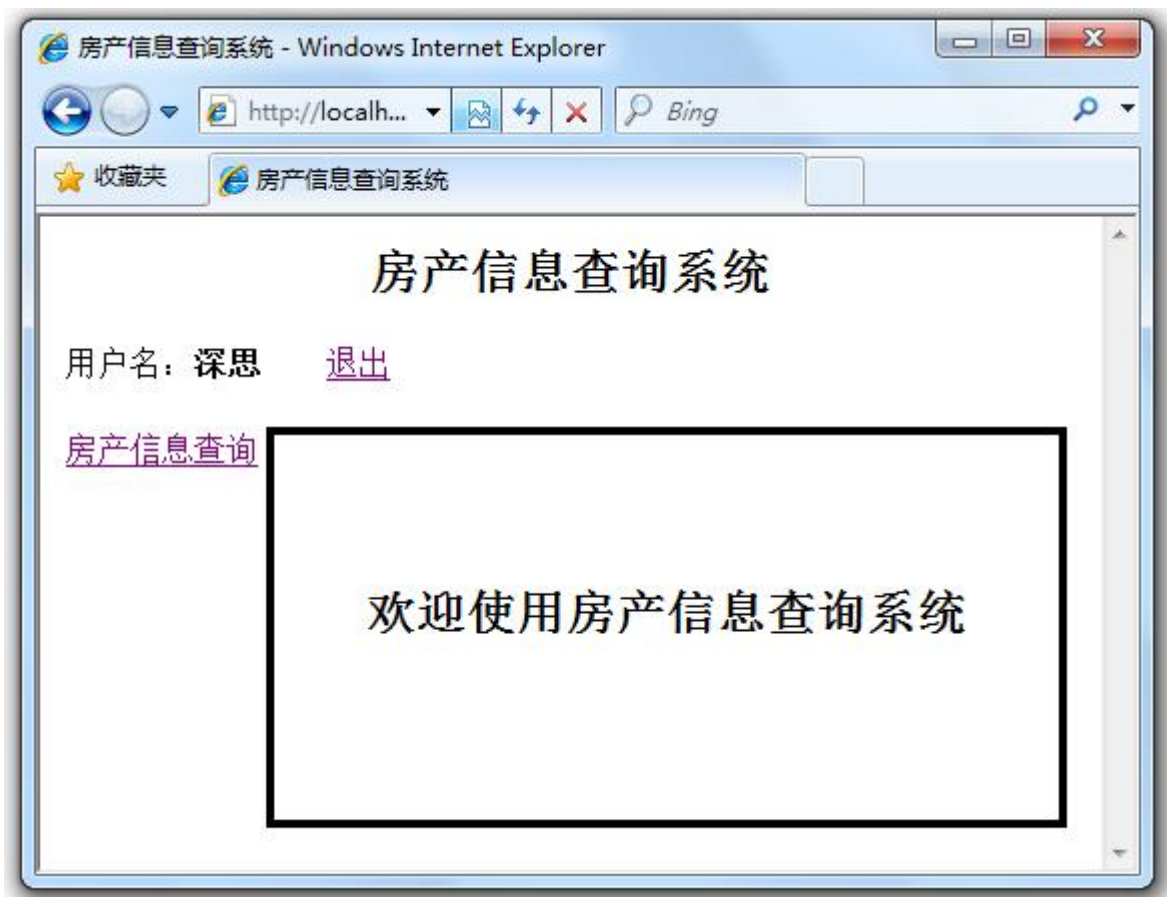 房产信息查询系统 - Windows Internet Explorer
http://localh...
Bing
收藏夹
房产信息查询系统
房产信息查询系统
用户名：深思 退出
房产信息查询
欢迎使用房产信息查询系统